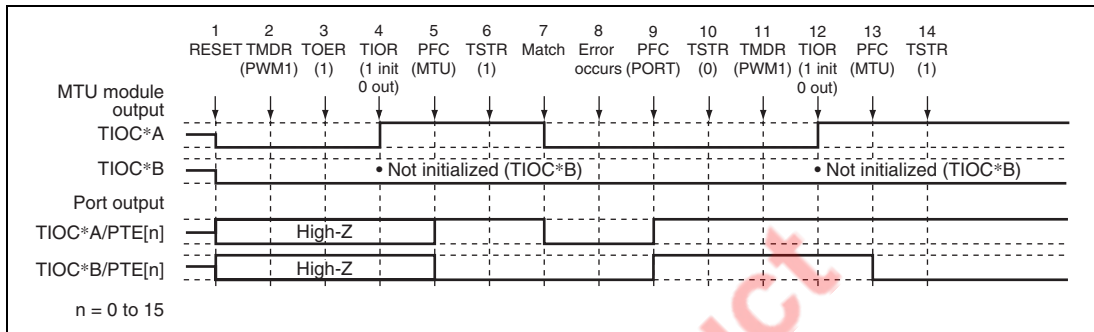 1 2 3 4 5 6 7 8 9 10 11 12 13 14
RESET TMDR TOER TIOR PFC TSTR Match Error PFC TSTR TMDR TIOR PFC TSTR
(PWM1) (1) (1 init (MTU) (1) occurs (PORT) (0) (PWM1) (1 init (MTU) (1)
0 out) 0 out)
MTU module
output
TIOC*A
TIOC*B
• Not initialized (TIOC*B) • Not initialized (TIOC*B)
Port output
TIOC*A/PTE[n] High-Z
TIOC*B/PTE[n] High-Z
n = 0 to 15
uct